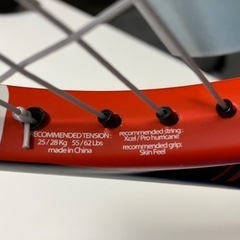 ECOMMENDED TENSION:
25 / 28 Kg 55 / 62 Lbs
made in China
recommended string :
Xcel / Pro hurricane
recommended grip:
Skin Feel